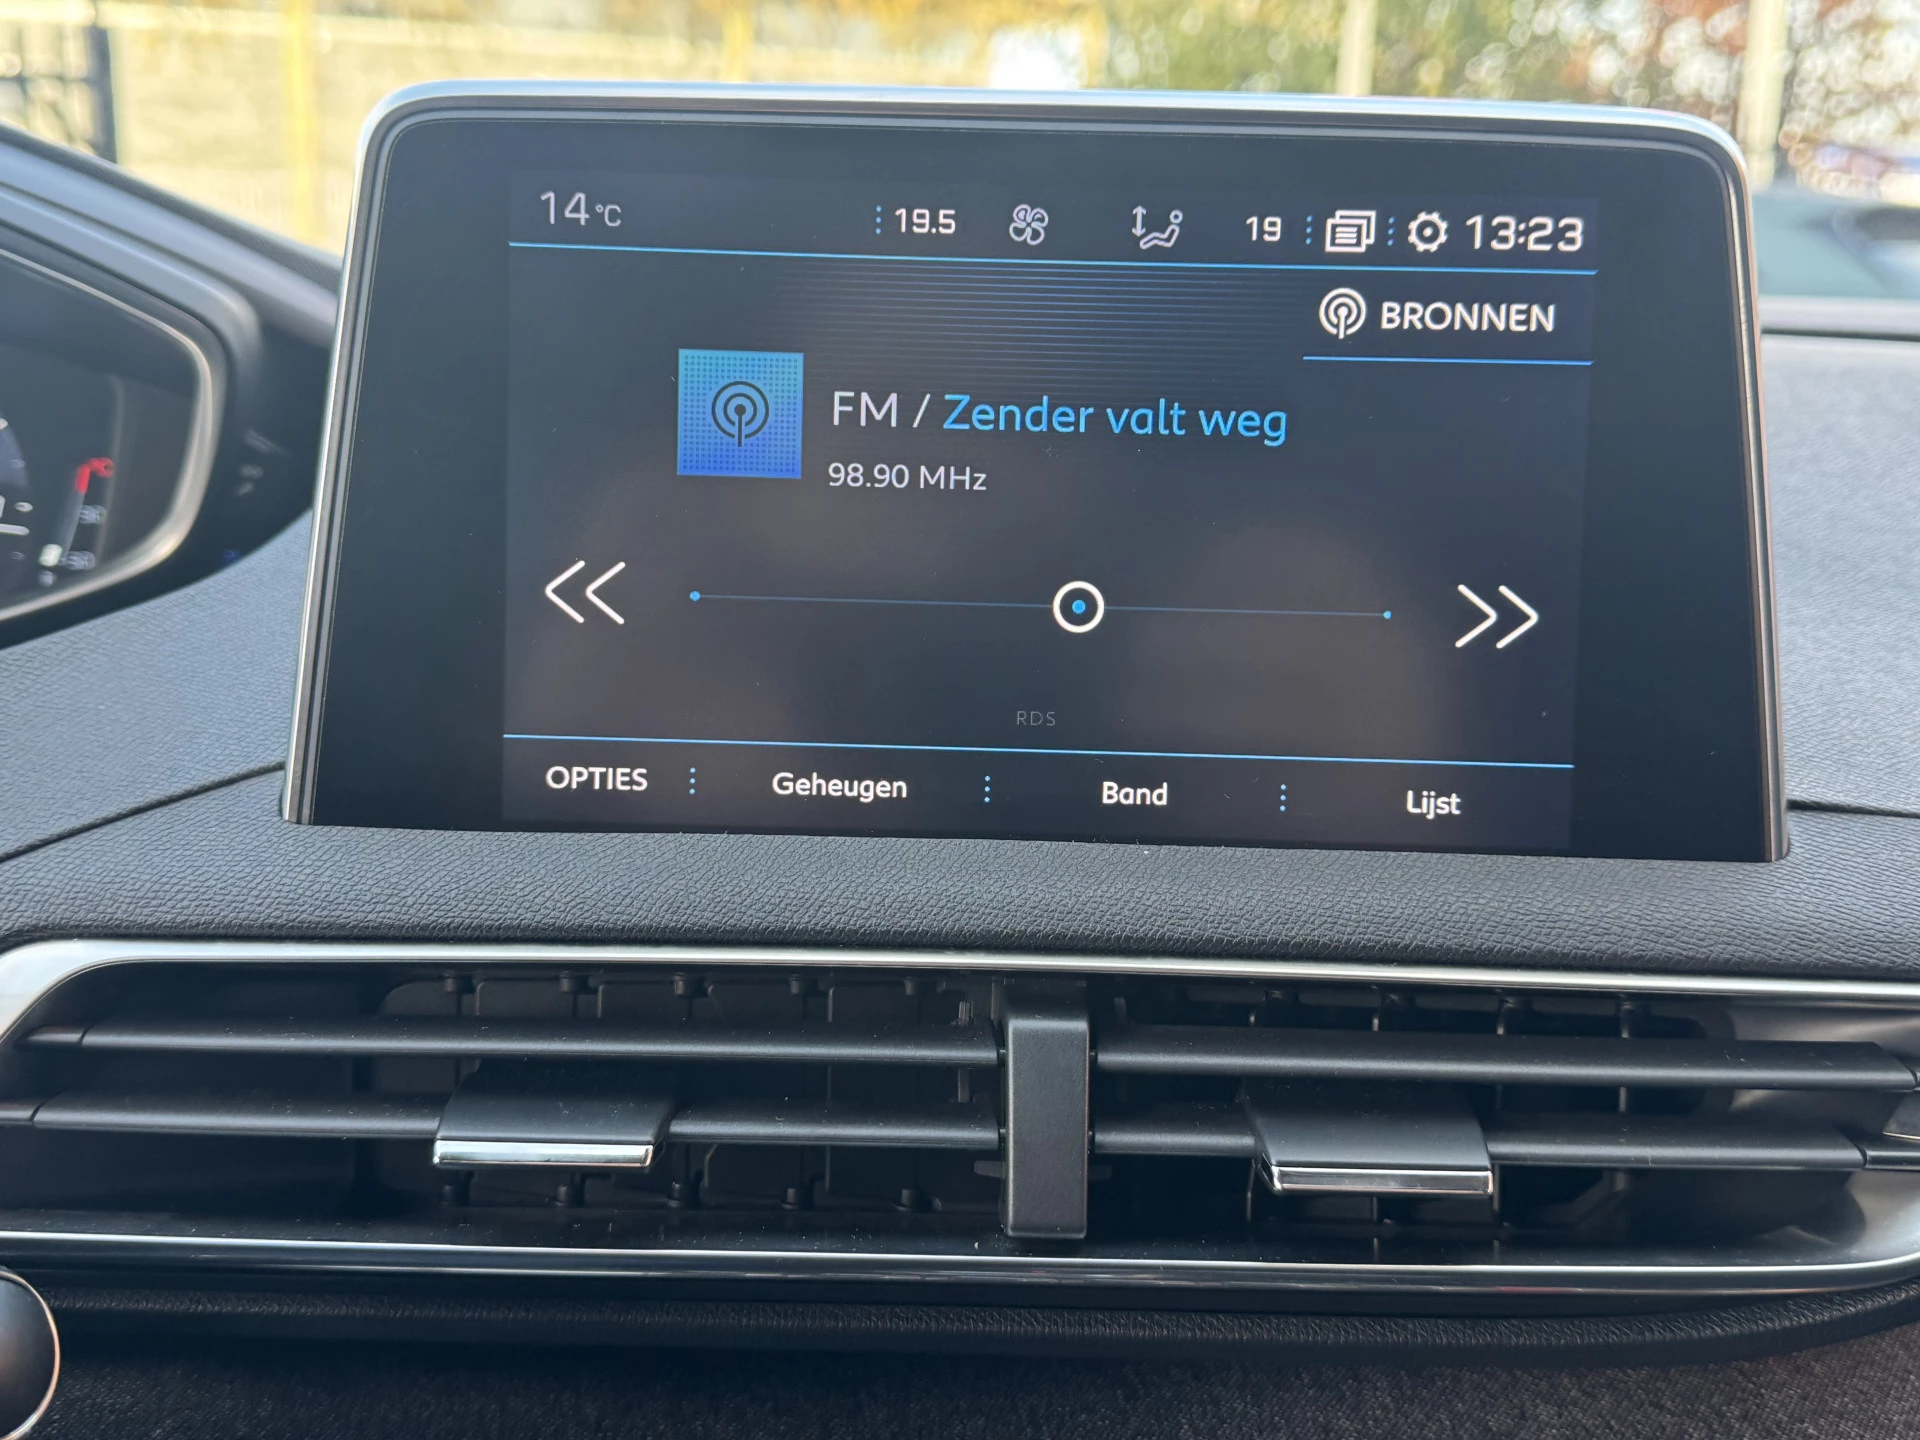 14°C 19.5 19 13:23
BRONNEN
FM / Zender valt weg
98.90 MHz
RDS
OPTIES Geheugen Band Lijst